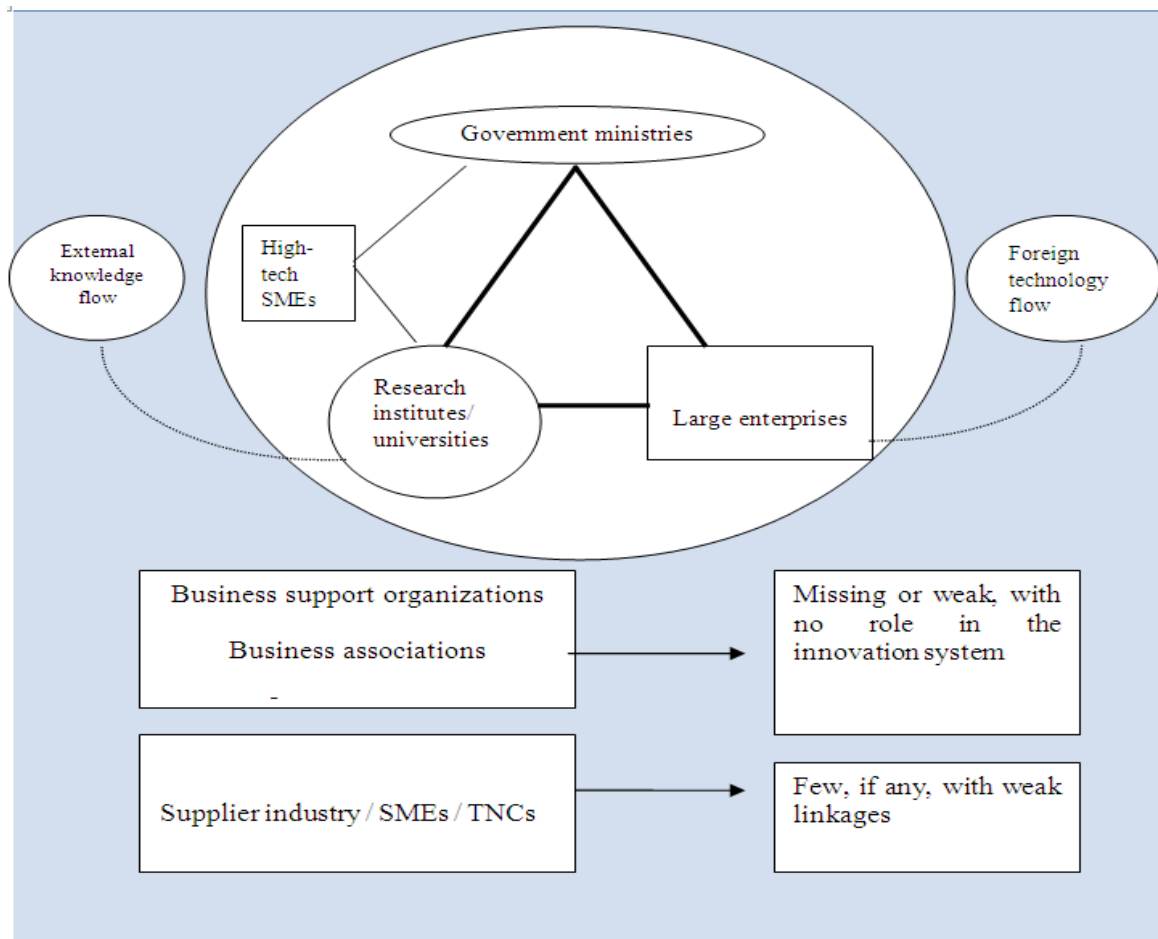 Government ministries
High-
tech
SMEs
External
knowledge
flow
Foreign
technology
flow
Research
institutes/
universities
Large enterprises
Business support organizations
Business associations
-
Missing or weak, with
no role in the
innovation system
Supplier industry / SMEs / TNCs
Few, if any, with weak
linkages